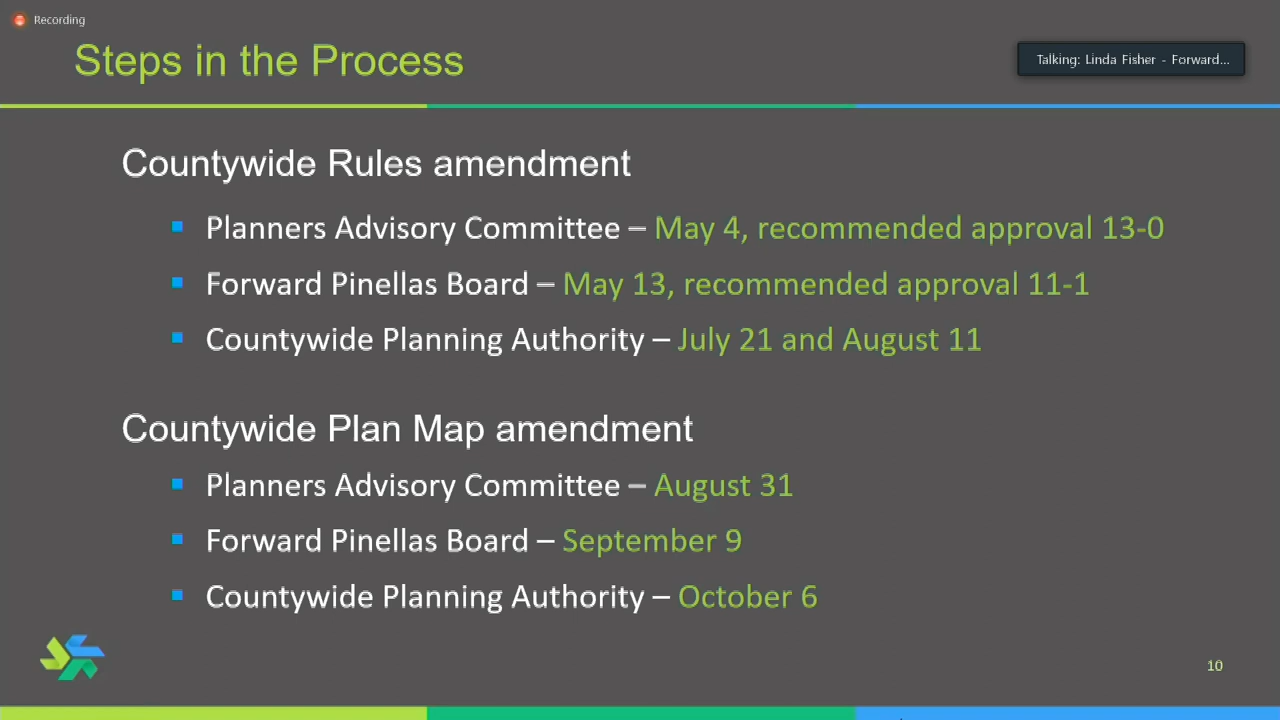 Recording
Steps in the Process
Talking: Linda Fisher - Forward...
Countywide Rules amendment
Planners Advisory Committee – May 4, recommended approval 13-0
Forward Pinellas Board – May 13, recommended approval 11-1
Countywide Planning Authority – July 21 and August 11
Countywide Plan Map amendment
Planners Advisory Committee – August 31
Forward Pinellas Board – September 9
Countywide Planning Authority – October 6
10